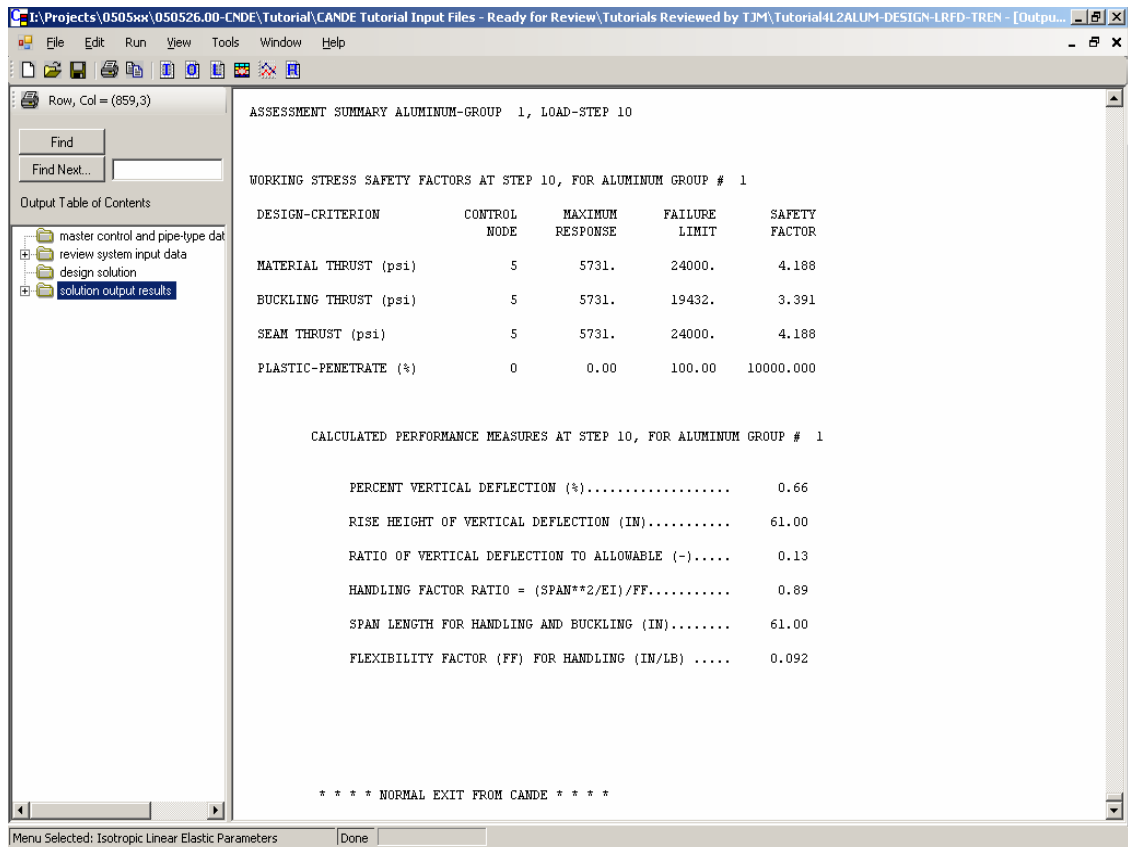 I:\Projects\0505xx\050526.00-CNDE\Tutorial\CANDE Tutorial Input Files - Ready for Review\Tutorials Reviewed by TJM\Tutorial4L2ALUM-DESIGN-LRFD-TREN - [Outpu...
File Edit Run View Tools Window Help
Row, Col = (859,3)
Find
Find Next...
Output Table of Contents
master control and pipe-type dat
review system input data
design solution
solution output results
ASSESSMENT SUMMARY ALUMINUM-GROUP 1, LOAD-STEP 10
WORKING STRESS SAFETY FACTORS AT STEP 10, FOR ALUMINUM GROUP # 1
DESIGN-CRITERION CONTROL MAXIMUM FAILURE SAFETY
NODE RESPONSE LIMIT FACTOR
MATERIAL THRUST (psi) 5 5731. 24000. 4.188
BUCKLING THRUST (psi) 5 5731. 19432. 3.391
SEAM THRUST (psi) 5 5731. 24000. 4.188
PLASTIC-PENETRATE (%) 0 0.00 100.00 10000.000
CALCULATED PERFORMANCE MEASURES AT STEP 10, FOR ALUMINUM GROUP # 1
PERCENT VERTICAL DEFLECTION (%)................... 0.66
RISE HEIGHT OF VERTICAL DEFLECTION (IN)........... 61.00
RATIO OF VERTICAL DEFLECTION TO ALLOWABLE (-)..... 0.13
HANDLING FACTOR RATIO = (SPAN**2/EI)/FF........... 0.89
SPAN LENGTH FOR HANDLING AND BUCKLING (IN)........ 61.00
FLEXIBILITY FACTOR (FF) FOR HANDLING (IN/LB) ..... 0.092
* * * * NORMAL EXIT FROM CANDE * * * *
Menu Selected: Isotropic Linear Elastic Parameters Done